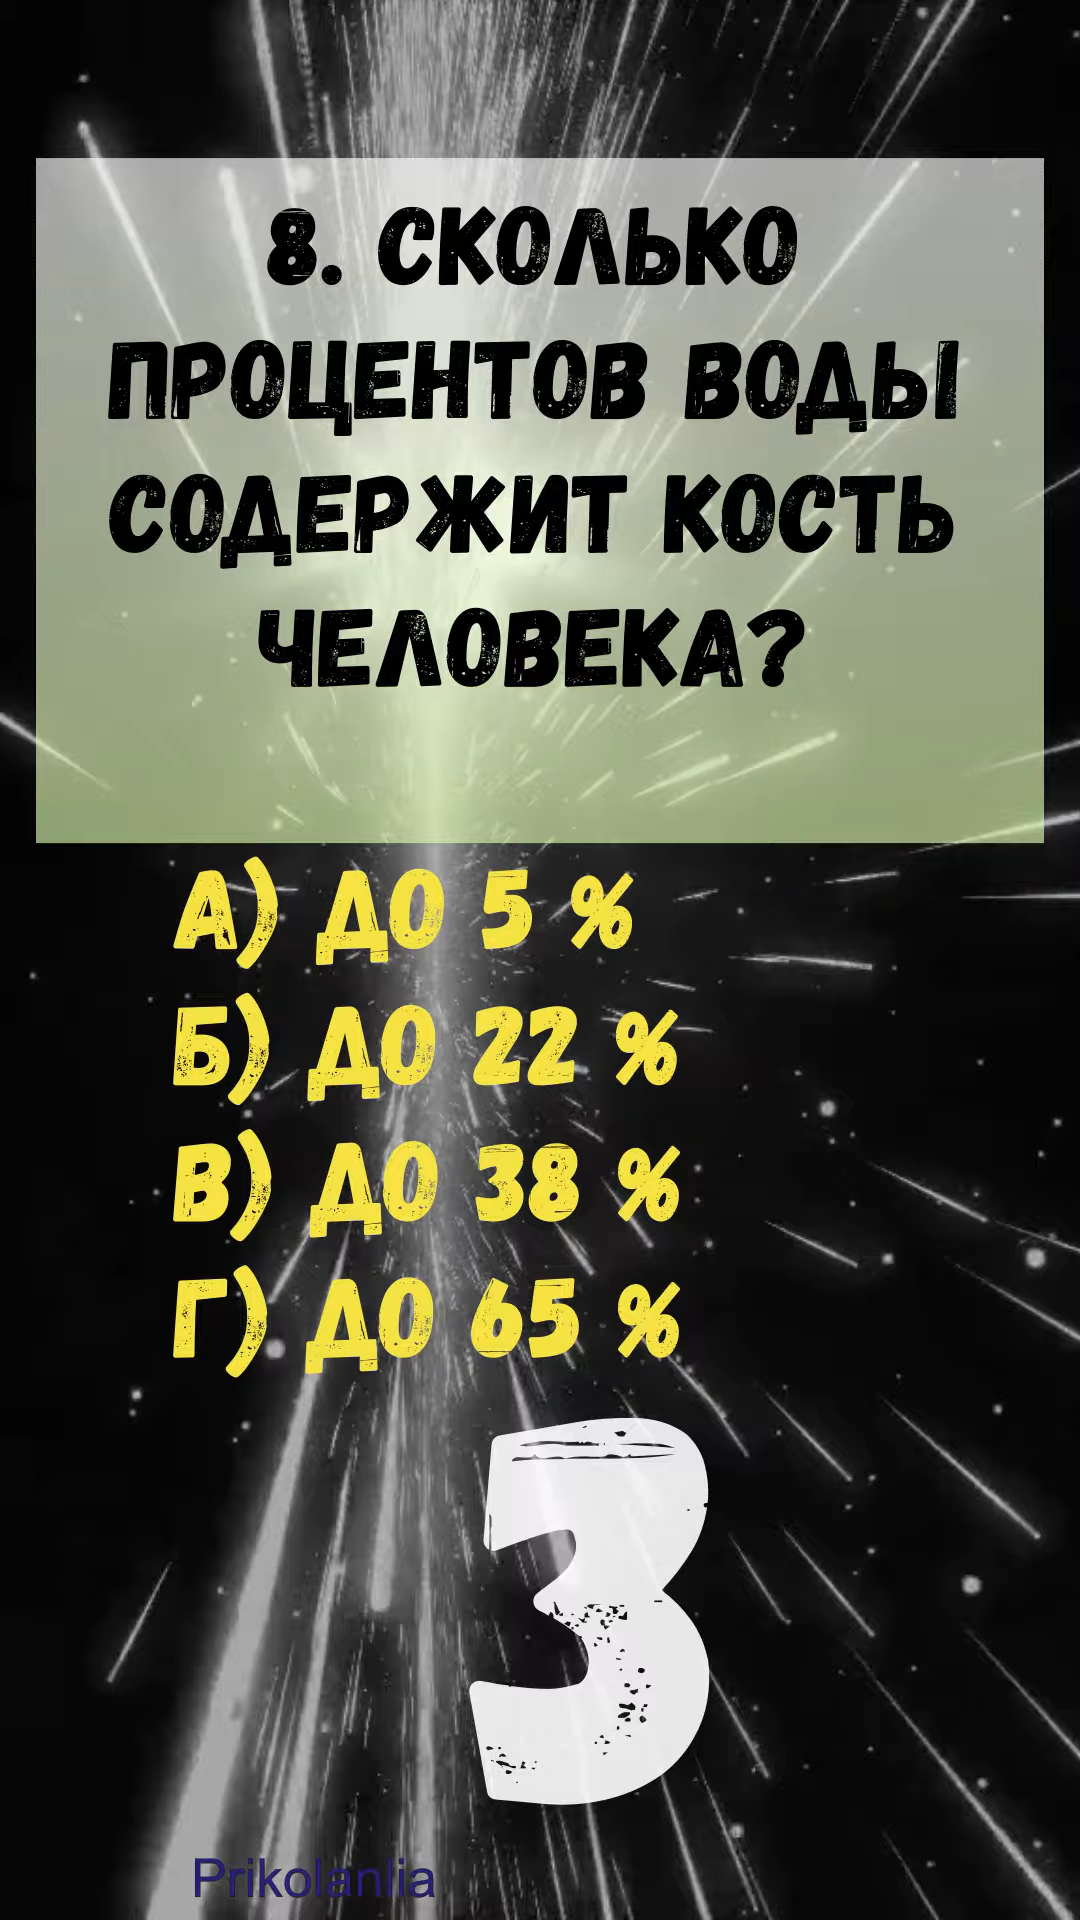 8. СКОЛЬКО
ПРОЦЕНТОВ ВОДЫ
СОДЕРЖИТ КОСТЬ
ЧЕЛОВЕКА?
А) ДО 5 %
Б) ДО 22 %
В) ДО 38 %
Г) ДО 65 %
3
Prikolanlia